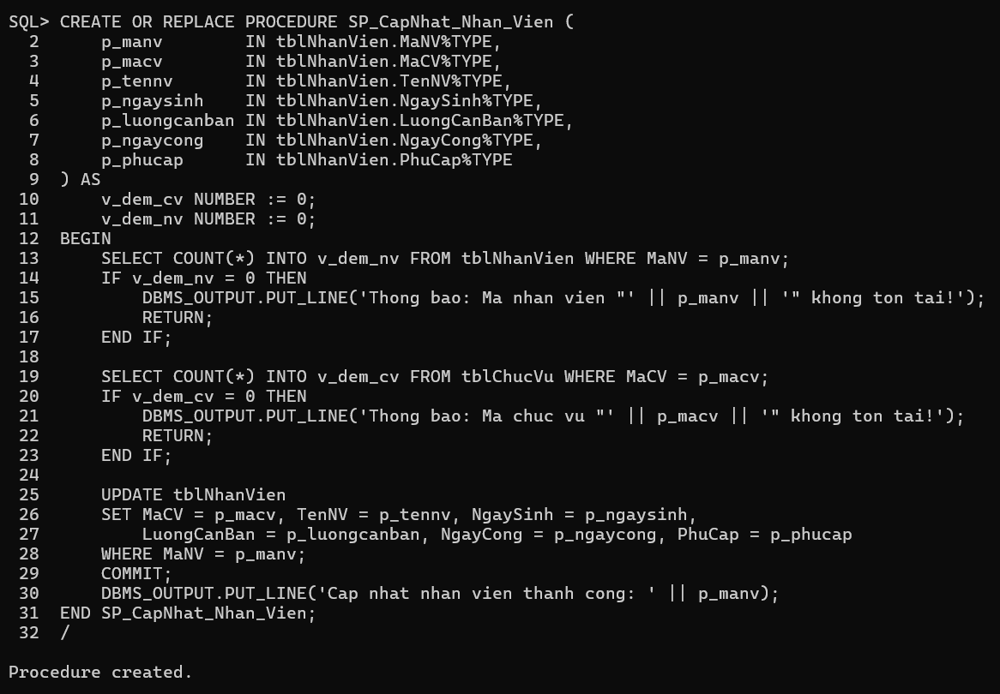 SQL> CREATE OR REPLACE PROCEDURE SP_CapNhat_Nhan_Vien (
  2      p_manv        IN tblNhanVien.MaNV%TYPE,
  3      p_macv        IN tblNhanVien.MaCV%TYPE,
  4      p_tennv       IN tblNhanVien.TenNV%TYPE,
  5      p_ngaysinh    IN tblNhanVien.NgaySinh%TYPE,
  6      p_luongcanban IN tblNhanVien.LuongCanBan%TYPE,
  7      p_ngaycong    IN tblNhanVien.NgayCong%TYPE,
  8      p_phucap      IN tblNhanVien.PhuCap%TYPE
  9  ) AS
 10      v_dem_cv NUMBER := 0;
 11      v_dem_nv NUMBER := 0;
 12  BEGIN
 13      SELECT COUNT(*) INTO v_dem_nv FROM tblNhanVien WHERE MaNV = p_manv;
 14      IF v_dem_nv = 0 THEN
 15          DBMS_OUTPUT.PUT_LINE('Thong bao: Ma nhan vien "' || p_manv || '" khong ton tai!');
 16          RETURN;
 17      END IF;
 18
 19      SELECT COUNT(*) INTO v_dem_cv FROM tblChucVu WHERE MaCV = p_macv;
 20      IF v_dem_cv = 0 THEN
 21          DBMS_OUTPUT.PUT_LINE('Thong bao: Ma chuc vu "' || p_macv || '" khong ton tai!');
 22          RETURN;
 23      END IF;
 24
 25      UPDATE tblNhanVien
 26      SET MaCV = p_macv, TenNV = p_tennv, NgaySinh = p_ngaysinh,
 27          LuongCanBan = p_luongcanban, NgayCong = p_ngaycong, PhuCap = p_phucap
 28      WHERE MaNV = p_manv;
 29      COMMIT;
 30      DBMS_OUTPUT.PUT_LINE('Cap nhat nhan vien thanh cong: ' || p_manv);
 31  END SP_CapNhat_Nhan_Vien;
 32  /

Procedure created.